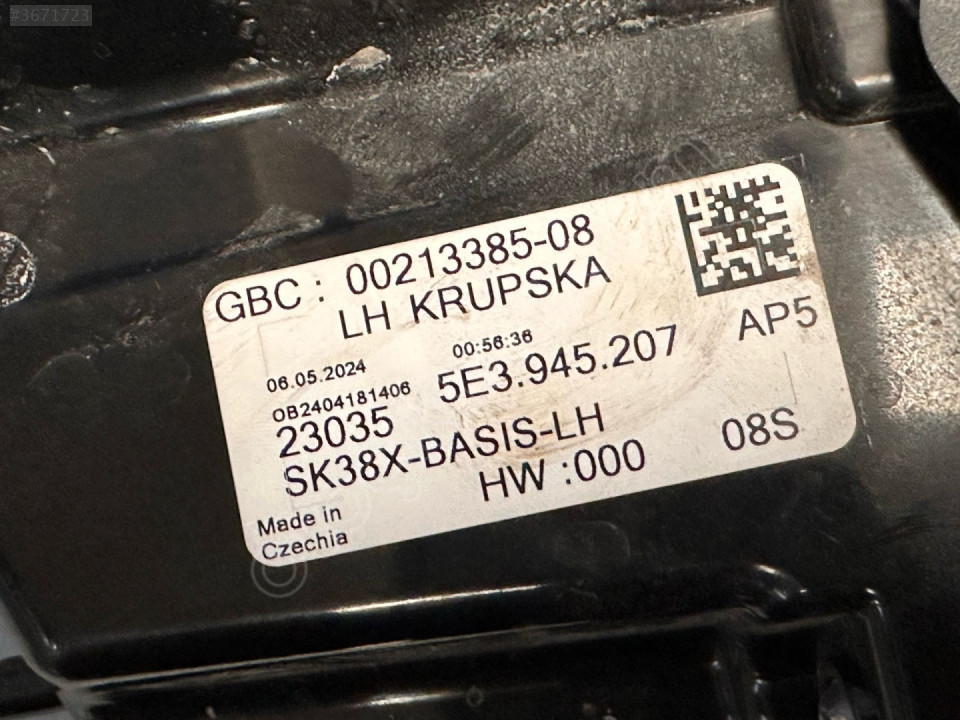 #3671723
GBC : 00213385-08
LH KRUPSKA
06.05.2024 00:56:36
OB2404181406 5E3.945.207 AP5
23035
SK38X-BASIS-LH 08S
HW :000
Made in
Czechia